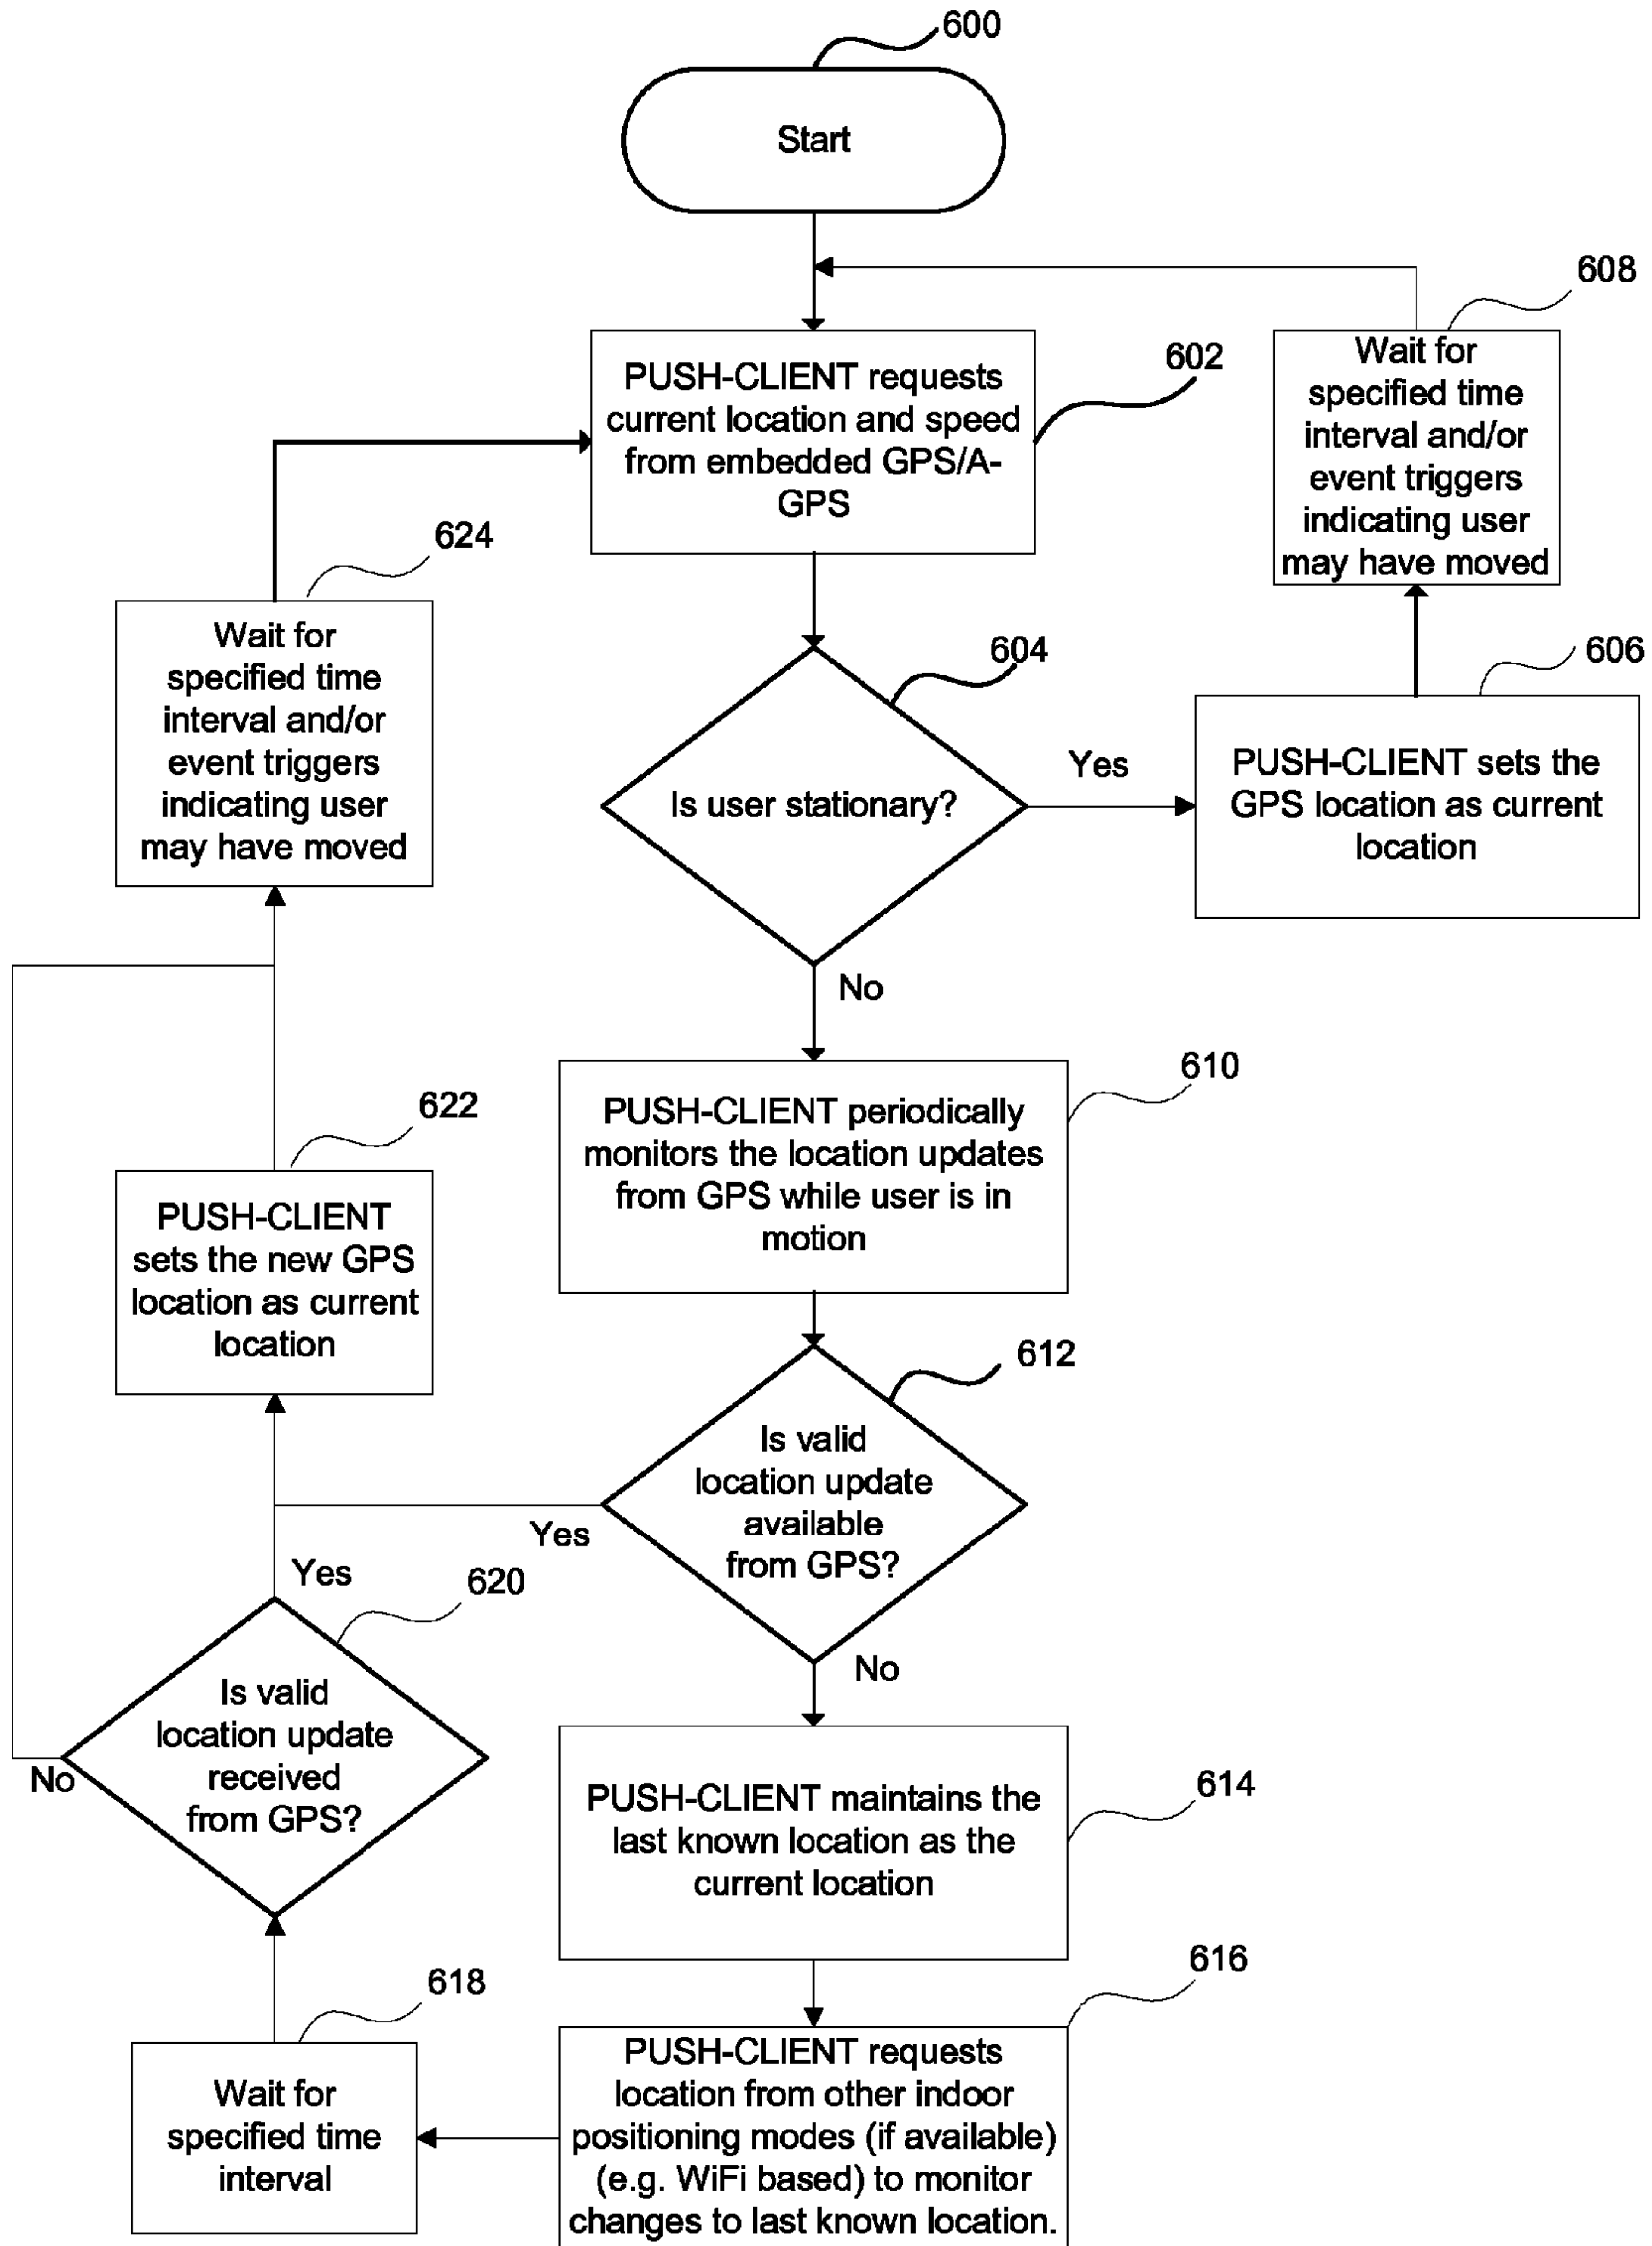 600
Start
608
Wait for
specified time
interval and/or
event triggers
indicating user
may have moved
602
PUSH-CLIENT requests
current location and speed
from embedded GPS/A-
GPS
624
Wait for
specified time
interval and/or
event triggers
indicating user
may have moved
604
Is user stationary?
Yes
606
PUSH-CLIENT sets the
GPS location as current
location
No
610
PUSH-CLIENT periodically
monitors the location updates
from GPS while user is in
motion
622
PUSH-CLIENT
sets the new GPS
location as current
location
612
Is valid
location update
available
from GPS?
Yes
No
Yes
620
Is valid
location update
received
from GPS?
No
614
PUSH-CLIENT maintains the
last known location as the
current location
616
PUSH-CLIENT requests
location from other indoor
positioning modes (if available)
(e.g. WiFi based) to monitor
changes to last known location.
618
Wait for
specified time
interval